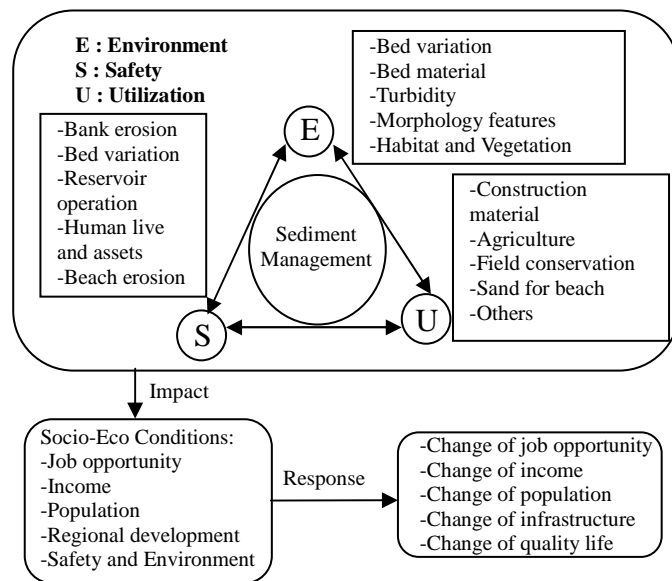 E : Environment
S : Safety
U : Utilization
-Bed variation
-Bed material
-Turbidity
-Morphology features
-Habitat and Vegetation
-Bank erosion
-Bed variation
-Reservoir
operation
-Human live
and assets
-Beach erosion
E
Sediment
Management
S
U
-Construction
material
-Agriculture
-Field conservation
-Sand for beach
-Others
Impact
Socio-Eco Conditions:
-Job opportunity
-Income
-Population
-Regional development
-Safety and Environment
Response
-Change of job opportunity
-Change of income
-Change of population
-Change of infrastructure
-Change of quality life